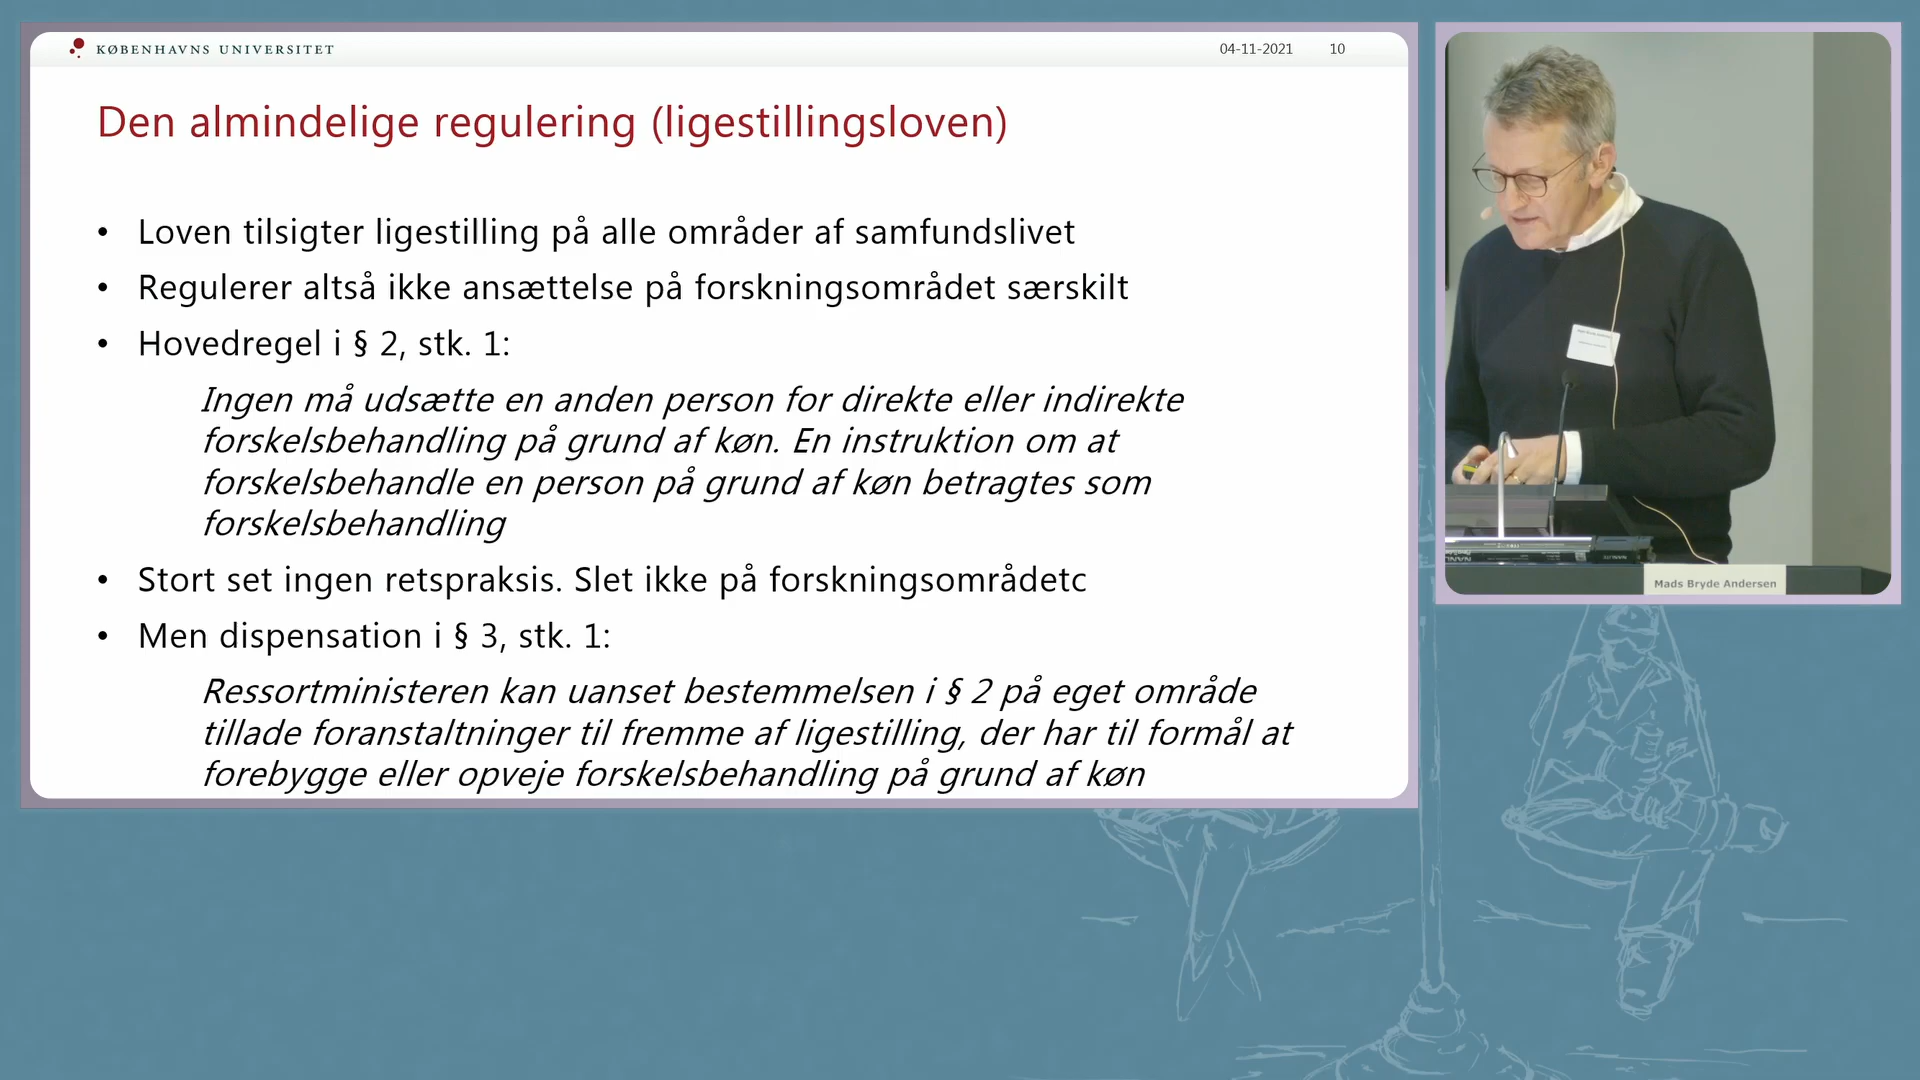 KØBENHAVNS UNIVERSITET
04-11-2021 10
Den almindelige regulering (ligestillingsloven)
• Loven tilsigter ligestilling på alle områder af samfundslivet
• Regulerer altså ikke ansættelse på forskningsområdet særskilt
• Hovedregel i § 2, stk. 1:
Ingen må udsætte en anden person for direkte eller indirekte
forskelsbehandling på grund af køn. En instruktion om at
forskelsbehandle en person på grund af køn betragtes som
forskelsbehandling
• Stort set ingen retspraksis. Slet ikke på forskningsområdetc
• Men dispensation i § 3, stk. 1:
Ressortministeren kan uanset bestemmelsen i § 2 på eget område
tillade foranstaltninger til fremme af ligestilling, der har til formål at
forebygge eller opveje forskelsbehandling på grund af køn
Mads Bryde Andersen